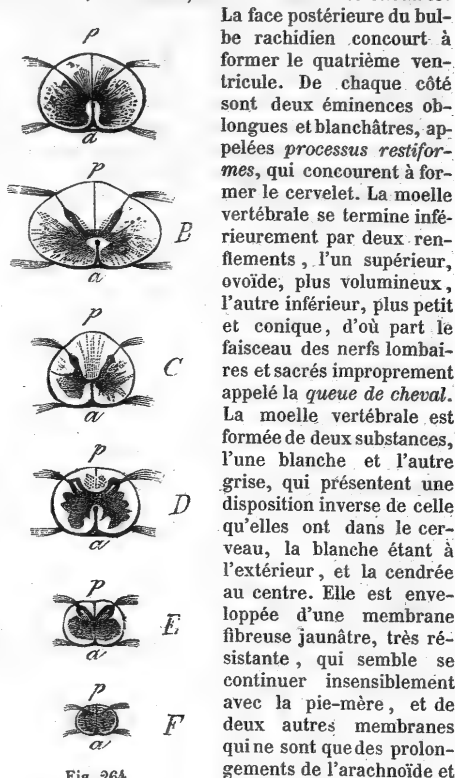 La face postérieure du bul-
be rachidien concourt à
former le quatrième ven-
tricule. De chaque côté
sont deux éminences ob-
longues et blanchâtres, ap-
pelées processus restifor-
mes, qui concourent à for-
mer le cervelet. La moelle
vertébrale se termine infé-
rieurement par deux ren-
flements, l'un supérieur,
ovoïde, plus volumineux,
l'autre inférieur, plus petit
et conique, d'où part le
faisceau des nerfs lombai-
res et sacrés improprement
appelé la queue de cheval.
La moelle vertébrale est
formée de deux substances,
l'une blanche et l'autre
grise, qui présentent une
disposition inverse de celle
qu'elles ont dans le cer-
veau, la blanche étant à
l'extérieur, et la cendrée
au centre. Elle est enve-
loppée d'une membrane
fibreuse jaunâtre, très ré-
sistante, qui semble se
continuer insensiblement
avec la pie-mère, et de
deux autres membranes
qui ne sont que des prolon-
gements de l'arachnoïde et
p
a
p
B
a
p
C
a
p
D
a
p
E
a
p
F
a
Fig. 264